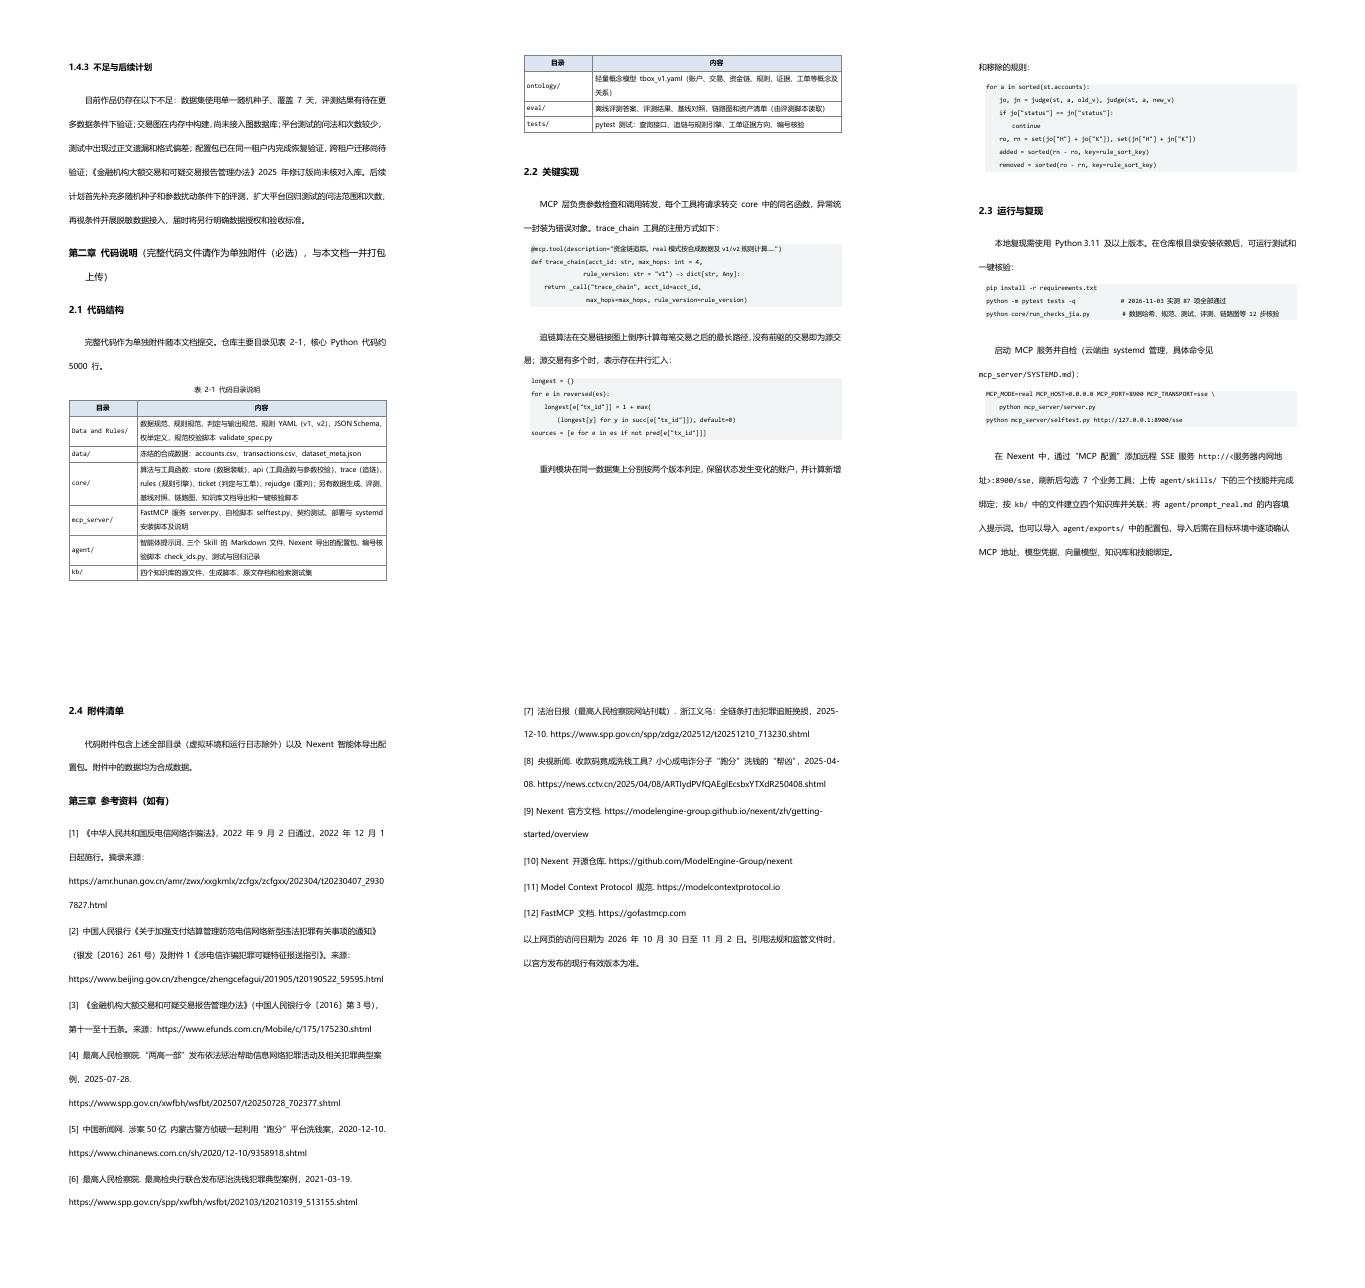 1.4.3 不足与后续计划
目前作品仍存在以下不足：数据集使用单一随机种子、覆盖 7 天，评测结果有待在更
多数据条件下验证；交易图在内存中构建，尚未接入图数据库；平台测试的问法和次数较少，
测试中出现过正文遗漏和格式偏差；配置包已在同一租户内完成恢复验证，跨租户迁移尚待
验证；《金融机构大额交易和可疑交易报告管理办法》2025 年修订版尚未核对入库。后续
计划首先补充多随机种子和参数扰动条件下的评测，扩大平台回归测试的问法范围和次数，
再视条件开展脱敏数据接入，届时将另行明确数据授权和验收标准。
第二章 代码说明（完整代码文件请作为单独附件（必选），与本文档一并打包
上传）
2.1 代码结构
完整代码作为单独附件随本文档提交。仓库主要目录见表 2-1，核心 Python 代码约
5000 行。
表 2-1 代码目录说明
目录 内容
Data and Rules/ 数据规范、规则规范、判定与输出规范、规则 YAML（v1、v2）、JSON Schema、
枚举定义，规范校验脚本 validate_spec.py
data/ 冻结的合成数据：accounts.csv、transactions.csv、dataset_meta.json
core/ 算法与工具函数：store（数据装载）、api（工具函数与参数校验）、trace（追链）、
rules（规则引擎）、ticket（判定与工单）、rejudge（重判）；另有数据生成、评测、
基线对照、链路图、知识库文档导出和一键核验脚本
mcp_server/ FastMCP 服务 server.py、自检脚本 selftest.py、契约测试、部署与 systemd
安装脚本及说明
agent/ 智能体提示词、三个 Skill 的 Markdown 文件、Nexent 导出的配置包、编号核
验脚本 check_ids.py、测试与回归记录
kb/ 四个知识库的源文件、生成脚本、原文存档和检索测试集
目录 内容
ontology/ 轻量概念模型 tbox_v1.yaml（账户、交易、资金链、规则、证据、工单等概念及
关系）
eval/ 离线评测答案、评测结果、基线对照、链路图和资产清单（由评测脚本读取）
tests/ pytest 测试：查询接口、追链与规则引擎、工单证据方向、编号核验
2.2 关键实现
MCP 层负责参数检查和调用转发，每个工具将请求转交 core 中的同名函数，异常统
一封装为错误对象。trace_chain 工具的注册方式如下：
@mcp.tool(description="资金链追踪。real 模式按合成数据及 v1/v2 规则计算……")
def trace_chain(acct_id: str, max_hops: int = 4,
rule_version: str = "v1") -> dict[str, Any]:
return _call("trace_chain", acct_id=acct_id,
max_hops=max_hops, rule_version=rule_version)
追链算法在交易链接图上倒序计算每笔交易之后的最长路径，没有前驱的交易即为源交
易；源交易有多个时，表示存在并行汇入：
longest = {}
for e in reversed(es):
longest[e["tx_id"]] = 1 + max(
(longest[y] for y in succ[e["tx_id"]]), default=0)
sources = [e for e in es if not pred[e["tx_id"]]]
重判模块在同一数据集上分别按两个版本判定，保留状态发生变化的账户，并计算新增
和移除的规则：
for a in sorted(st.accounts):
jo, jn = judge(st, a, old_v), judge(st, a, new_v)
if jo["status"] == jn["status"]:
continue
ro, rn = set(jo["H"] + jo["K"]), set(jn["H"] + jn["K"])
added = sorted(rn - ro, key=rule_sort_key)
removed = sorted(ro - rn, key=rule_sort_key)
2.3 运行与复现
本地复现需使用 Python 3.11 及以上版本。在仓库根目录安装依赖后，可运行测试和
一键核验：
pip install -r requirements.txt
python -m pytest tests -q # 2026-11-03 实测 87 项全部通过
python core/run_checks_jia.py # 数据哈希、规范、测试、评测、链路图等 12 步核验
启动 MCP 服务并自检（云端由 systemd 管理，具体命令见
mcp_server/SYSTEMD.md）：
MCP_MODE=real MCP_HOST=0.0.0.0 MCP_PORT=8900 MCP_TRANSPORT=sse \
python mcp_server/server.py
python mcp_server/selftest.py http://127.0.0.1:8900/sse
在 Nexent 中，通过“MCP 配置”添加远程 SSE 服务 http://<服务器内网地
址>:8900/sse，刷新后勾选 7 个业务工具；上传 agent/skills/ 下的三个技能并完成
绑定；按 kb/ 中的文件建立四个知识库并关联；将 agent/prompt_real.md 的内容填
入提示词。也可以导入 agent/exports/ 中的配置包，导入后需在目标环境中逐项确认
MCP 地址、模型凭据、向量模型、知识库和技能绑定。
2.4 附件清单
代码附件包含上述全部目录（虚拟环境和运行日志除外）以及 Nexent 智能体导出配
置包。附件中的数据均为合成数据。
第三章 参考资料（如有）
[1] 《中华人民共和国反电信网络诈骗法》，2022 年 9 月 2 日通过，2022 年 12 月 1
日起施行。摘录来源：
https://amr.hunan.gov.cn/amr/zwx/xxgkmlx/zcfgx/zcfgxx/202304/t20230407_2930
7827.html
[2] 中国人民银行《关于加强支付结算管理防范电信网络新型违法犯罪有关事项的通知》
（银发〔2016〕261 号）及附件 1《涉电信诈骗犯罪可疑特征报送指引》。来源：
https://www.beijing.gov.cn/zhengce/zhengcefagui/201905/t20190522_59595.html
[3] 《金融机构大额交易和可疑交易报告管理办法》（中国人民银行令〔2016〕第 3 号），
第十一至十五条。来源：https://www.efunds.com.cn/Mobile/c/175/175230.shtml
[4] 最高人民检察院. “两高一部” 发布依法惩治帮助信息网络犯罪活动及相关犯罪典型案
例，2025-07-28.
https://www.spp.gov.cn/xwfbh/wsfbt/202507/t20250728_702377.shtml
[5] 中国新闻网. 涉案 50 亿 内蒙古警方侦破一起利用“跑分”平台洗钱案，2020-12-10.
https://www.chinanews.com.cn/sh/2020/12-10/9358918.shtml
[6] 最高人民检察院. 最高检央行联合发布惩治洗钱犯罪典型案例，2021-03-19.
https://www.spp.gov.cn/spp/xwfbh/wsfbt/202103/t20210319_513155.shtml
[7] 法治日报（最高人民检察院网站刊载）. 浙江义乌：全链条打击犯罪追赃挽损，2025-
12-10. https://www.spp.gov.cn/spp/zdgz/202512/t20251210_713230.shtml
[8] 央视新闻. 收款码竟成洗钱工具？小心成电诈分子“跑分”洗钱的“帮凶”，2025-04-
08. https://news.cctv.cn/2025/04/08/ARTIydPVfQAEglEcsbxYTXdR250408.shtml
[9] Nexent 官方文档. https://modelengine-group.github.io/nexent/zh/getting-
started/overview
[10] Nexent 开源仓库. https://github.com/ModelEngine-Group/nexent
[11] Model Context Protocol 规范. https://modelcontextprotocol.io
[12] FastMCP 文档. https://gofastmcp.com
以上网页的访问日期为 2026 年 10 月 30 日至 11 月 2 日。引用法规和监管文件时，
以官方发布的现行有效版本为准。